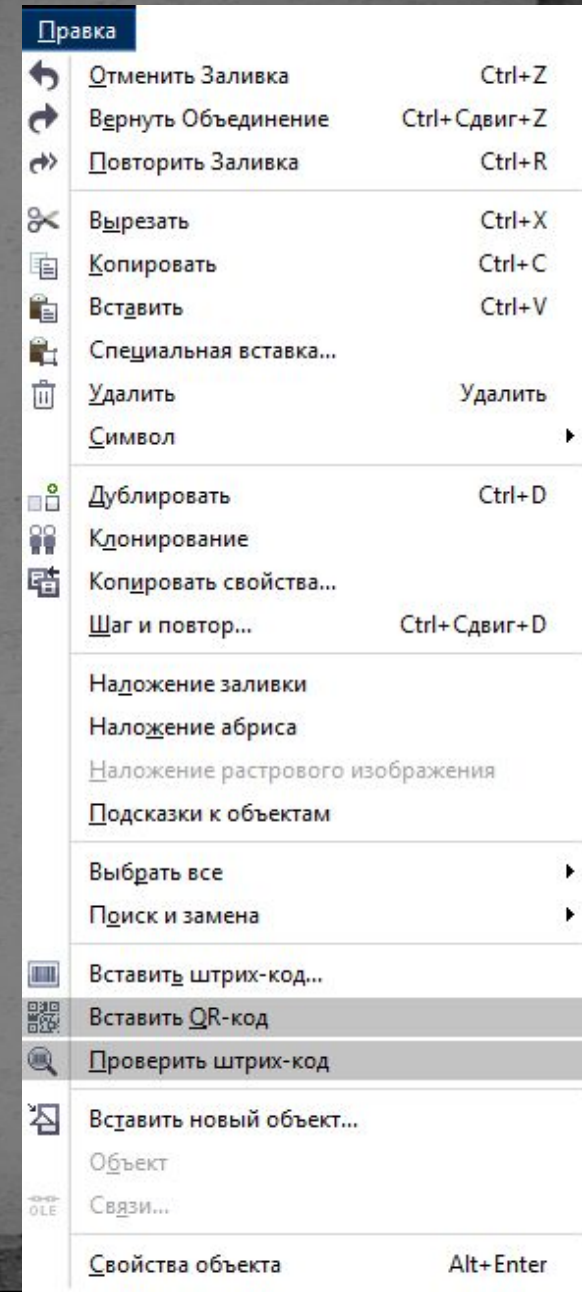 Правка
Отменить Заливка Ctrl+Z
Вернуть Объединение Ctrl+Сдвиг+Z
Повторить Заливка Ctrl+R
Вырезать Ctrl+X
Копировать Ctrl+C
Вставить Ctrl+V
Специальная вставка...
Удалить Удалить
Символ
Дублировать Ctrl+D
Клонирование
Копировать свойства...
Шаг и повтор... Ctrl+Сдвиг+D
Наложение заливки
Наложение абриса
Наложение растрового изображения
Подсказки к объектам
Выбрать все
Поиск и замена
Вставить штрих-код...
Вставить QR-код
Проверить штрих-код
Вставить новый объект...
Объект
OLE Связи...
Свойства объекта Alt+Enter